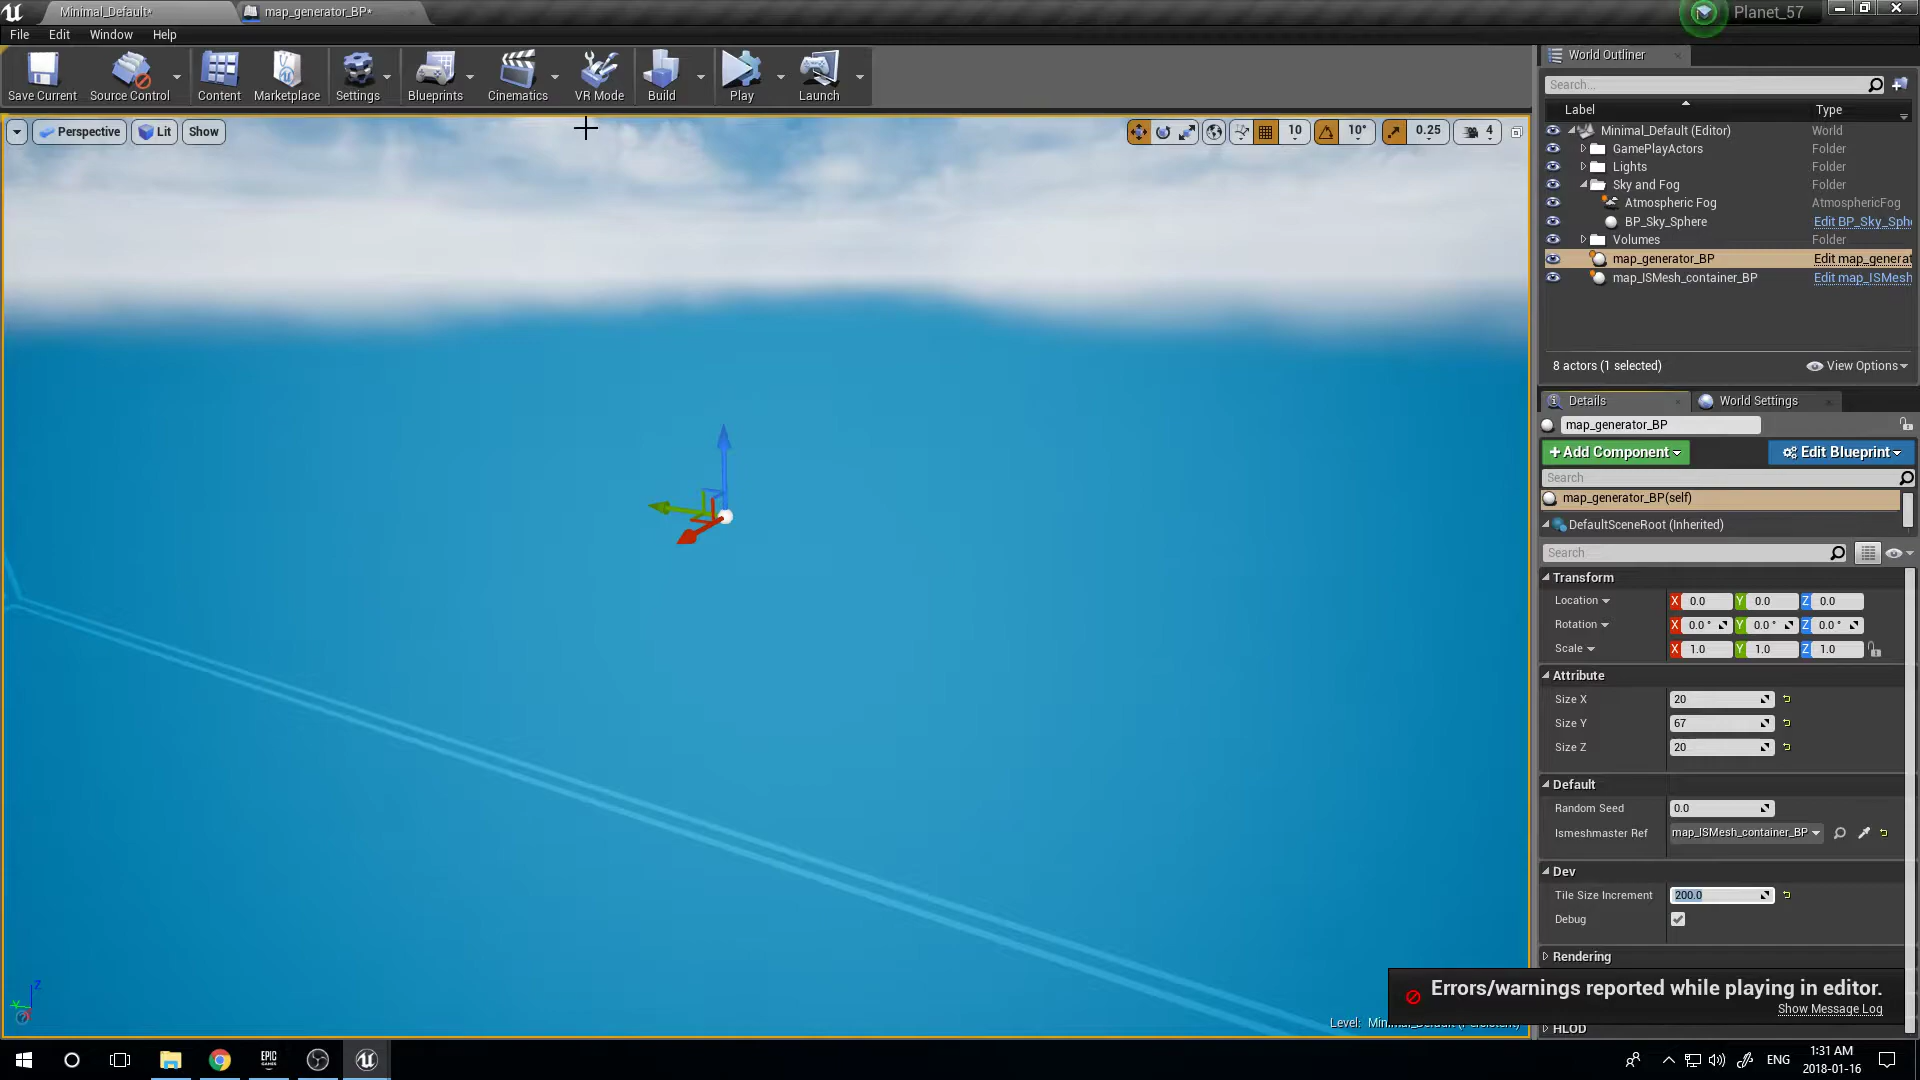 Minimal_Default*
map_generator_BP*
Planet_57
File
Edit
Window
Help
Save Current
Source Control
Content
Marketplace
Settings
Blueprints
Cinematics
VR Mode
Build
Play
Launch
Perspective
Lit
Show
10
10°
0.25
4
World Outliner
Search...
Label
Type
Minimal_Default (Editor)
World
GamePlayActors
Folder
Lights
Folder
Sky and Fog
Folder
Atmospheric Fog
AtmosphericFog
BP_Sky_Sphere
Edit BP_Sky_Sph
Volumes
Folder
map_generator_BP
Edit map_generat
map_ISMesh_container_BP
Edit map_ISMesh
8 actors (1 selected)
View Options
Details
World Settings
map_generator_BP
+Add Component
Edit Blueprint
Search
map_generator_BP(self)
DefaultSceneRoot (Inherited)
Search
Transform
Location
X 0.0 Y 0.0 Z 0.0
Rotation
X 0.0 ° Y 0.0 ° Z 0.0 °
Scale
X 1.0 Y 1.0 Z 1.0
Attribute
Size X
20
Size Y
67
Size Z
20
Default
Random Seed
0.0
Ismeshmaster Ref
map_ISMesh_container_BP
Dev
Tile Size Increment
200.0
Debug
Rendering
Errors/warnings reported while playing in editor.
Show Message Log
Level:
HLOD
Z
Y
EPIC
GAMES
ENG
1:31 AM
2018-01-16